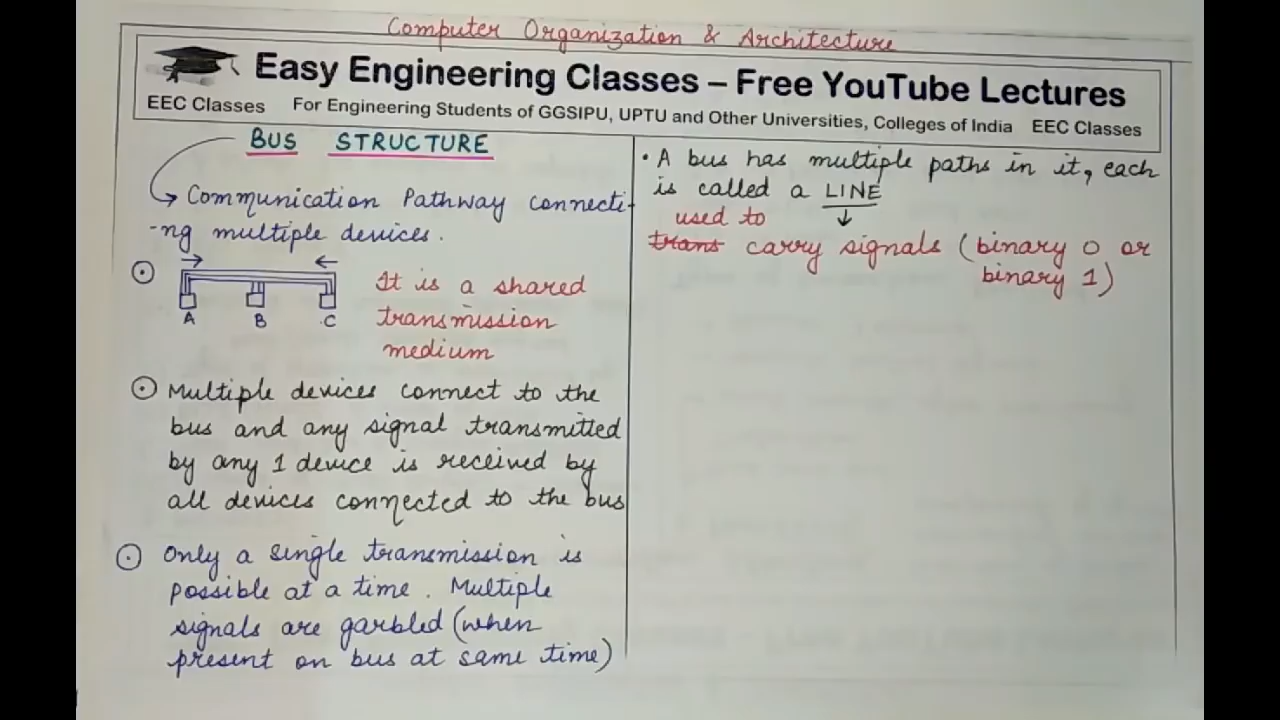 Computer Organization & Architecture
Easy Engineering Classes – Free YouTube Lectures
EEC Classes For Engineering Students of GGSIPU, UPTU and Other Universities, Colleges of India EEC Classes
BUS STRUCTURE
Communication Pathway connecti-
-ng multiple devices.
A B C
It is a shared
transmission
medium
Multiple devices connect to the
bus and any signal transmitted
by any 1 device is received by
all devices connected to the bus
Only a single transmission is
possible at a time. Multiple
signals are garbled (when
present on bus at same time)
• A bus has multiple paths in it, each
is called a LINE
used to
trans carry signals (binary 0 or
binary 1)